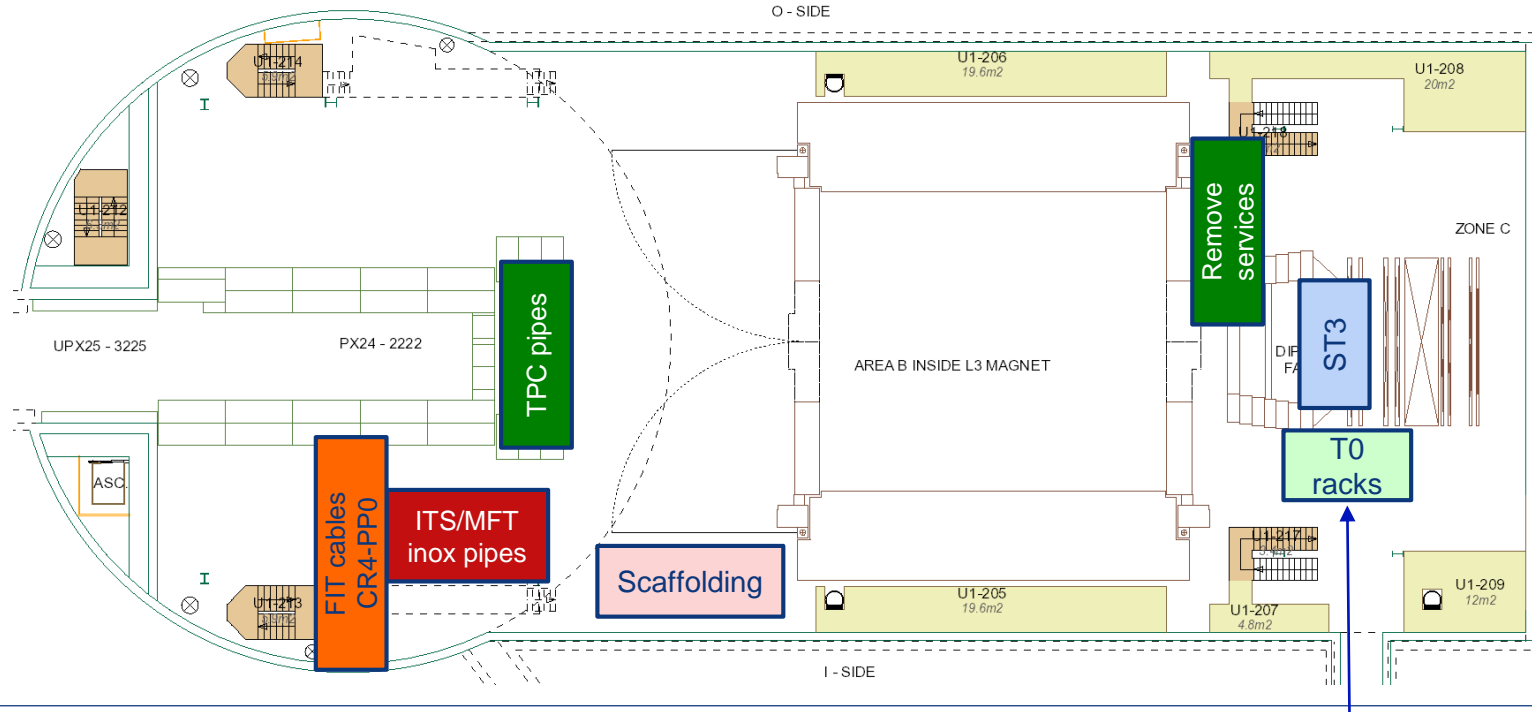 O - SIDE
U1-214
U1-206
19.6m2
U1-208
20m2
U1-218
U1-212
Remove
services
ZONE C
UPX25 - 3225
PX24 - 2222
TPC pipes
AREA B INSIDE L3 MAGNET
ST3
T0
racks
ASC.
FIT cables
CR4-PP0
ITS/MFT
inox pipes
Scaffolding
U1-217
U1-213
U1-205
19.6m2
U1-207
4.8m2
U1-209
12m2
I - SIDE